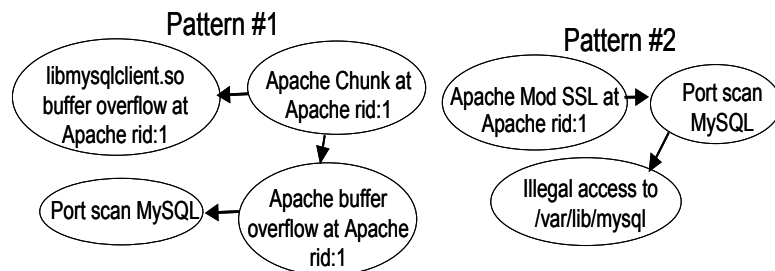 Pattern #1
libmysqlclient.so
buffer overflow at
Apache rid:1
Apache Chunk at
Apache rid:1
Port scan MySQL
Apache buffer
overflow at Apache
rid:1
Pattern #2
Apache Mod SSL at
Apache rid:1
Port scan
MySQL
Illegal access to
/var/lib/mysql